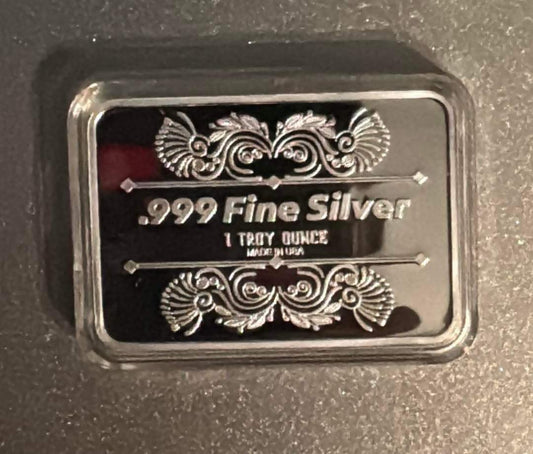 .999 Fine Silver
1 TROY OUNCE
MADE IN USA